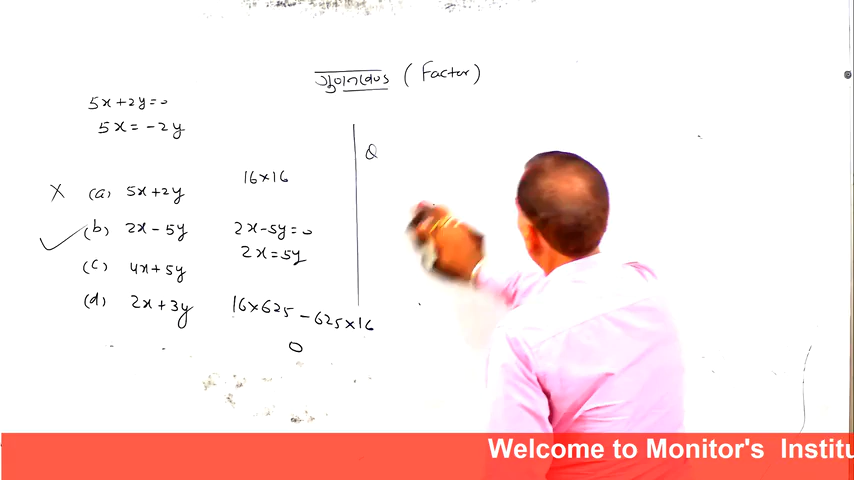 गुणनखण्ड (Factor)
5x+2y=0
5x=-2y
X (a) 5x+2y
16×16
(b) 2x-5y
2x-5y=0
2x=5y
(c) 4x+5y
(d) 2x+3y
16×625-625×16
0
Q
Welcome to Monitor's Institu